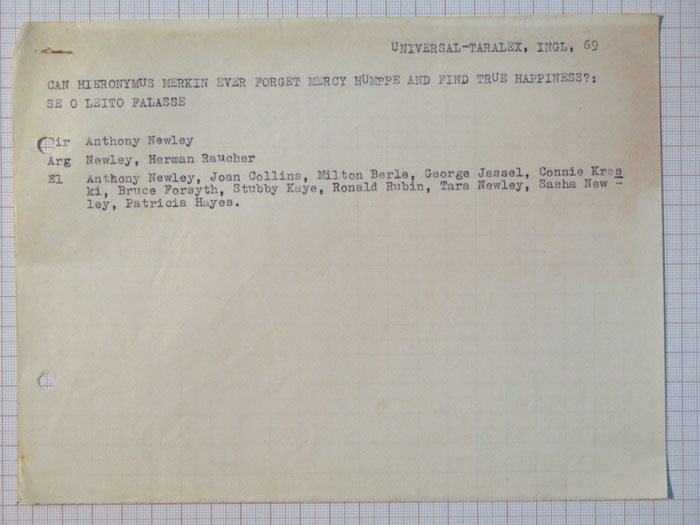 UNIVERSAL-TARALEX, INGL, 69
CAN HIERONYMUS MERKIN EVER FORGET MERCY HUMPPE AND FIND TRUE HAPPINESS?:
SE O LEITO FALASSE
Dir Anthony Newley
Arg Newley, Herman Raucher
El Anthony Newley, Joan Collins, Milton Berle, George Jessel, Connie Kres
ki, Bruce Forsyth, Stubby Kaye, Ronald Rubin, Tara Newley, Sasha New -
ley, Patricia Hayes.